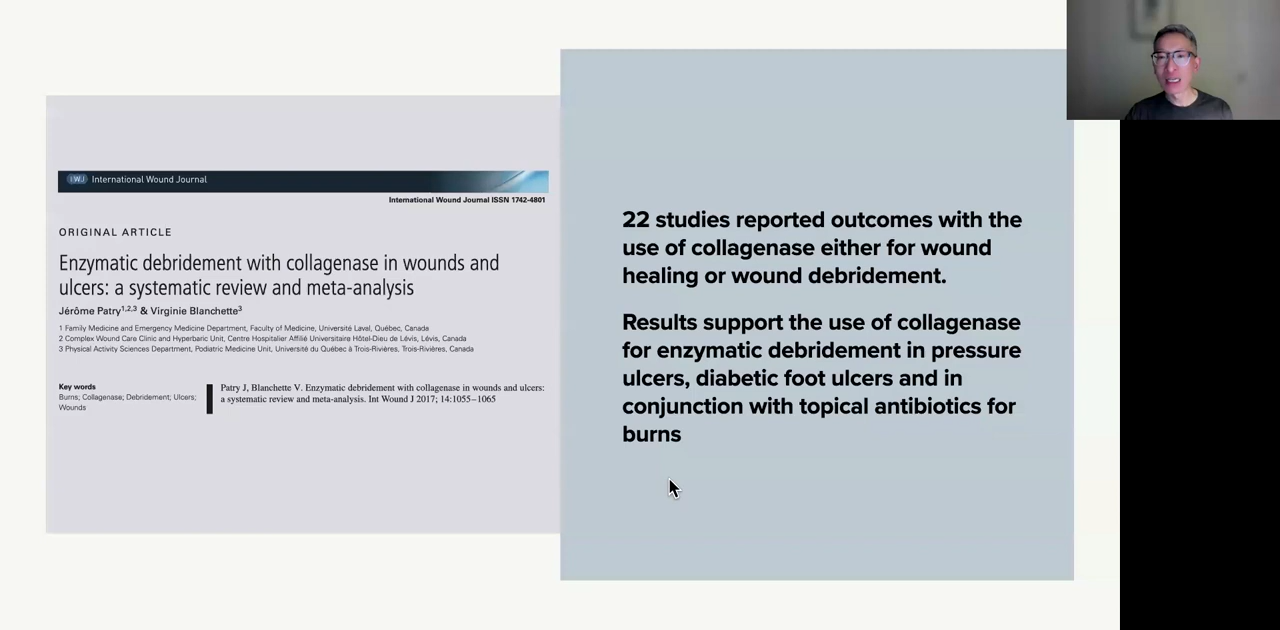 IWJ International Wound Journal
International Wound Journal ISSN 1742-4801
ORIGINAL ARTICLE
Enzymatic debridement with collagenase in wounds and
ulcers: a systematic review and meta-analysis
Jérôme Patry1,2,3 & Virginie Blanchette3
1 Family Medicine and Emergency Medicine Department, Faculty of Medicine, Université Laval, Québec, Canada
2 Complex Wound Care Clinic and Hyperbaric Unit, Centre Hospitalier Affilié Universitaire Hôtel-Dieu de Lévis, Lévis, Canada
3 Physical Activity Sciences Department, Podiatric Medicine Unit, Université du Québec à Trois-Rivières, Trois-Rivières, Canada
Key words
Burns; Collagenase; Debridement; Ulcers;
Wounds
Patry J, Blanchette V. Enzymatic debridement with collagenase in wounds and ulcers:
a systematic review and meta-analysis. Int Wound J 2017; 14:1055–1065
22 studies reported outcomes with the
use of collagenase either for wound
healing or wound debridement.
Results support the use of collagenase
for enzymatic debridement in pressure
ulcers, diabetic foot ulcers and in
conjunction with topical antibiotics for
burns